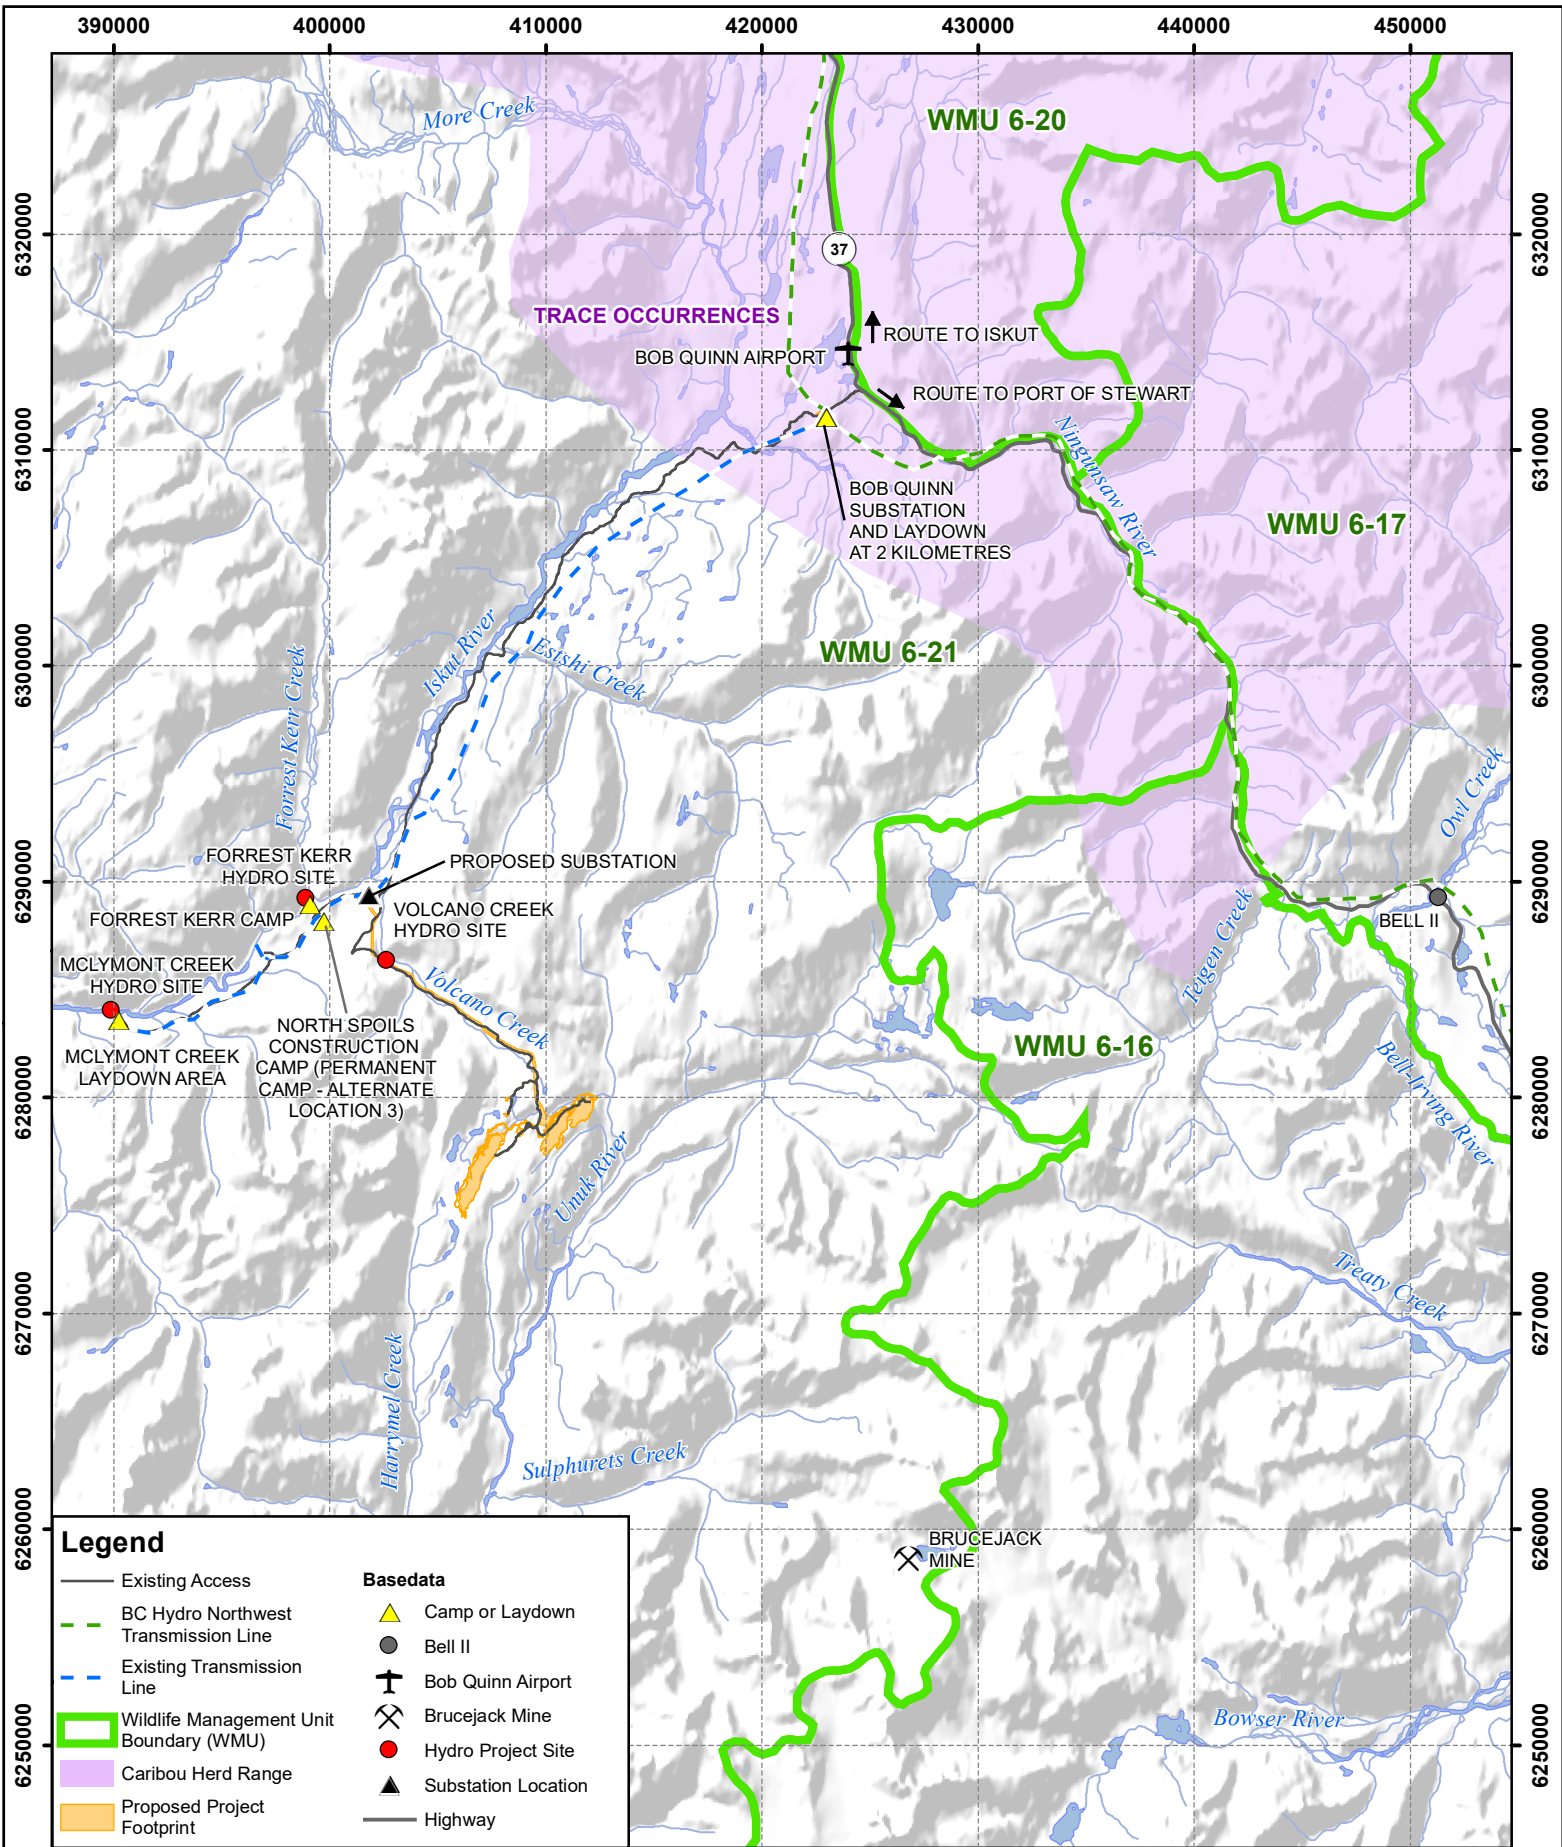 390000
400000
410000
420000
430000
440000
450000
More Creek
WMU 6-20
6320000
6320000
37
TRACE OCCURRENCES
ROUTE TO ISKUT
BOB QUINN AIRPORT
ROUTE TO PORT OF STEWART
6310000
6310000
Ningunsaw River
BOB QUINN
SUBSTATION
AND LAYDOWN
AT 2 KILOMETRES
WMU 6-17
Iskut River
Estshi Creek
WMU 6-21
6300000
6300000
Forrest Kerr Creek
Owl Creek
FORREST KERR
HYDRO SITE
PROPOSED SUBSTATION
6290000
6290000
FORREST KERR CAMP
VOLCANO CREEK
HYDRO SITE
BELL II
Teigen Creek
MCLYMONT CREEK
HYDRO SITE
Volcano Creek
NORTH SPOILS
CONSTRUCTION
CAMP (PERMANENT
CAMP - ALTERNATE
LOCATION 3)
MCLYMONT CREEK
LAYDOWN AREA
WMU 6-16
Bell-Irving River
6280000
6280000
Unuk River
Treaty Creek
6270000
6270000
Harrymel Creek
Sulphurets Creek
6260000
6260000
BRUCEJACK
MINE
Bowser River
6250000
6250000
Legend
Existing Access
BC Hydro Northwest
Transmission Line
Existing Transmission
Line
Wildlife Management Unit
Boundary (WMU)
Caribou Herd Range
Proposed Project
Footprint
Basedata
Camp or Laydown
Bell II
Bob Quinn Airport
Brucejack Mine
Hydro Project Site
Substation Location
Highway